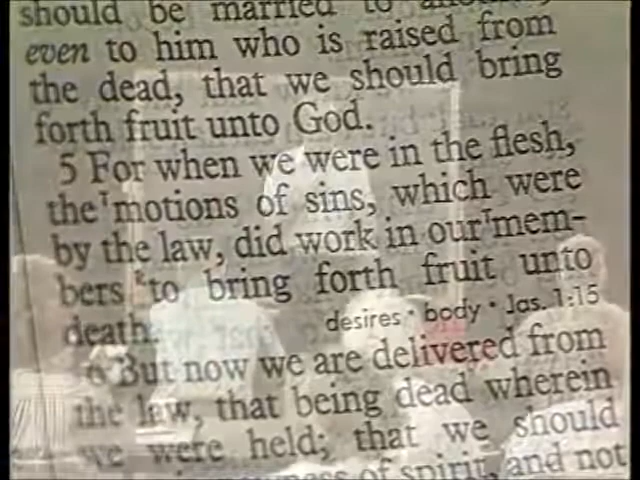 should be married to
even to him who is raised from
the dead, that we should bring
forth fruit unto God.
5 For when we were in the flesh,
the motions of sins, which were
by the law, did work in our mem-
bers to bring forth fruit unto
death. desires • body • Jas. 1:15
6 But now we are delivered from
the law, that being dead wherein
we were held; that we should
of spirit, and not